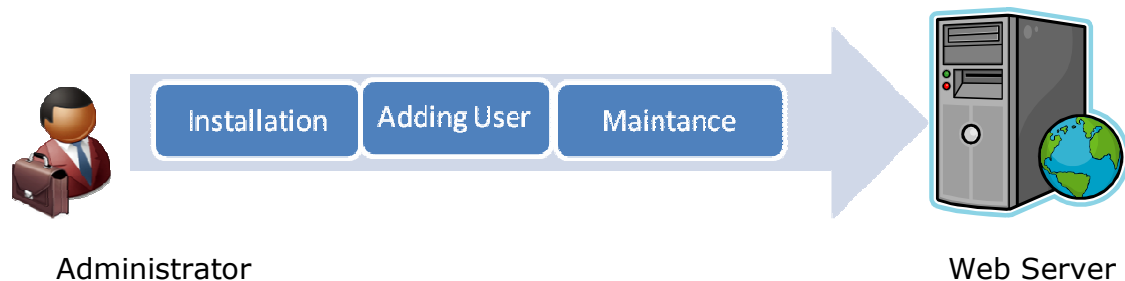 Installation
Adding User
Maintance
Administrator
Web Server